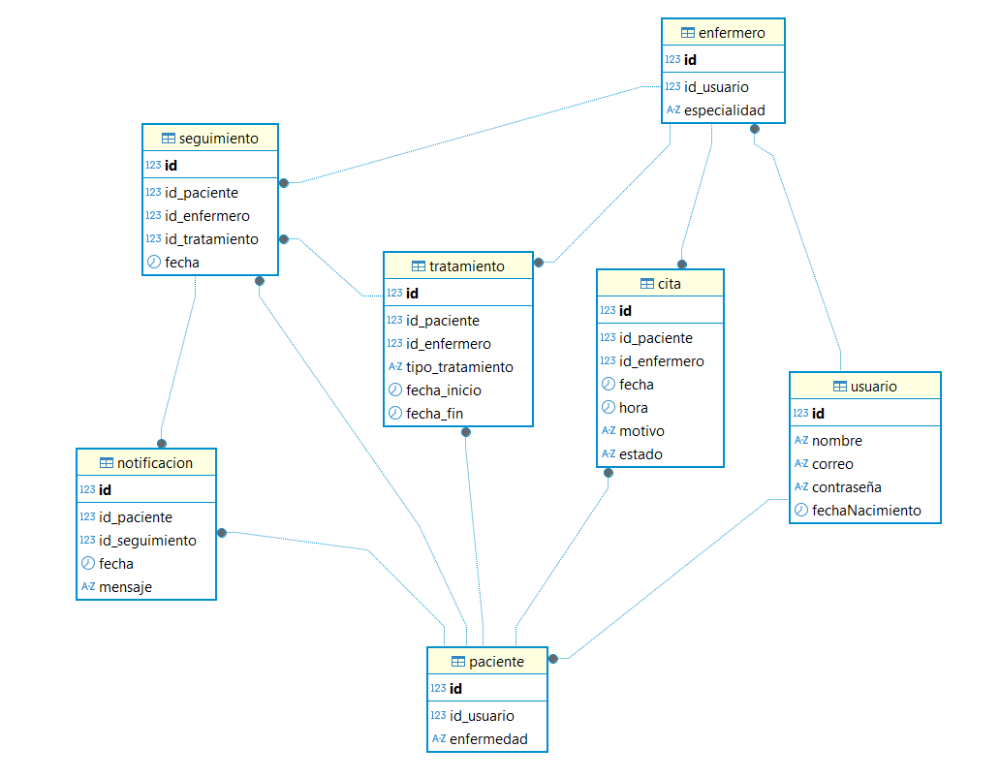 enfermero
123 id
123 id_usuario
A-Z especialidad
seguimiento
123 id
123 id_paciente
123 id_enfermero
123 id_tratamiento
fecha
tratamiento
123 id
123 id_paciente
123 id_enfermero
A-Z tipo_tratamiento
fecha_inicio
fecha_fin
cita
123 id
123 id_paciente
123 id_enfermero
fecha
hora
A-Z motivo
A-Z estado
usuario
123 id
A-Z nombre
A-Z correo
A-Z contraseña
fechaNacimiento
notificacion
123 id
123 id_paciente
123 id_seguimiento
fecha
A-Z mensaje
paciente
123 id
123 id_usuario
A-Z enfermedad